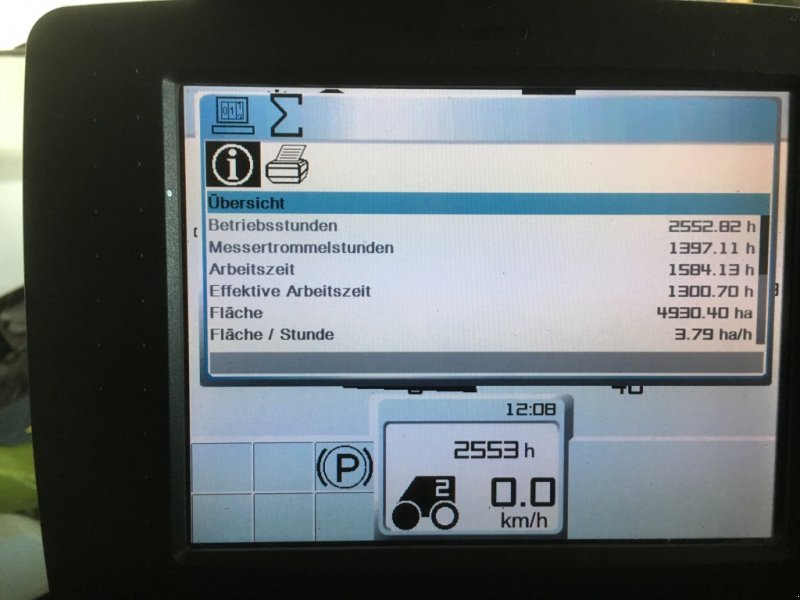 Übersicht
Betriebsstunden 2552.82 h
Messertrommelstunden 1397.11 h
Arbeitszeit 1584.13 h
Effektive Arbeitszeit 1300.70 h
Fläche 4930.40 ha
Fläche / Stunde 3.79 ha/h
12:08
2553 h
(P)
2
0.0
km/h